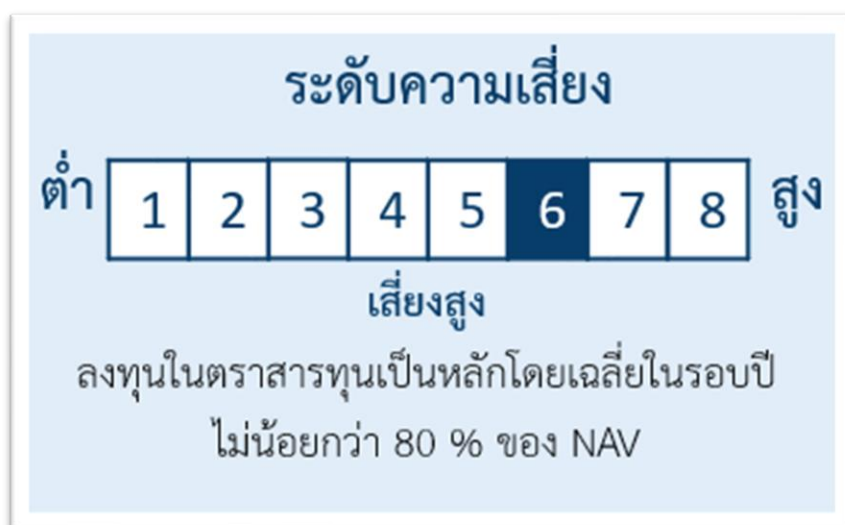 ระดับความเสี่ยง
ต่ำ 1 2 3 4 5 6 7 8 สูง
เสี่ยงสูง
ลงทุนในตราสารทุนเป็นหลักโดยเฉลี่ยในรอบปี
ไม่น้อยกว่า 80 % ของ NAV